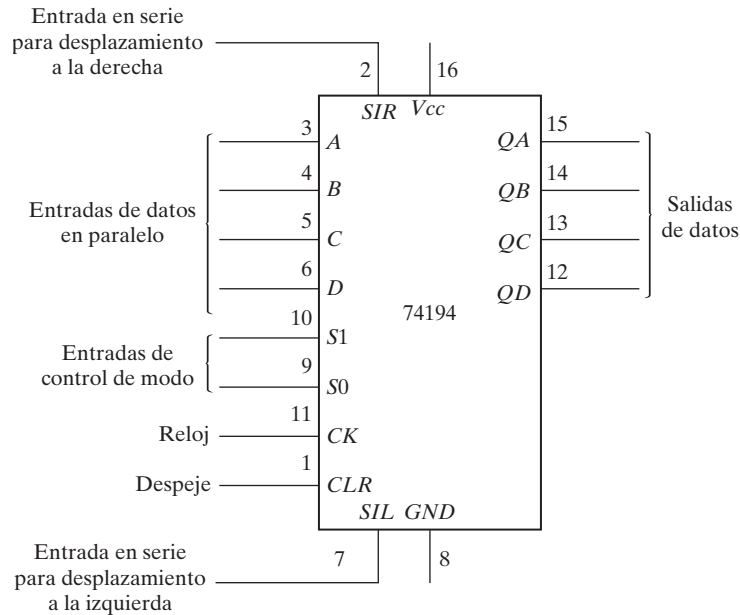 Entrada en serie
para desplazamiento
a la derecha
2
16
SIR Vcc
3
A
QA
15
4
B
QB
14
Entradas de datos
en paralelo
5
C
QC
13
Salidas
de datos
6
D
QD
12
74194
10
S1
Entradas de
control de modo
9
S0
Reloj
11
CK
Despeje
1
CLR
SIL GND
7
8
Entrada en serie
para desplazamiento
a la izquierda